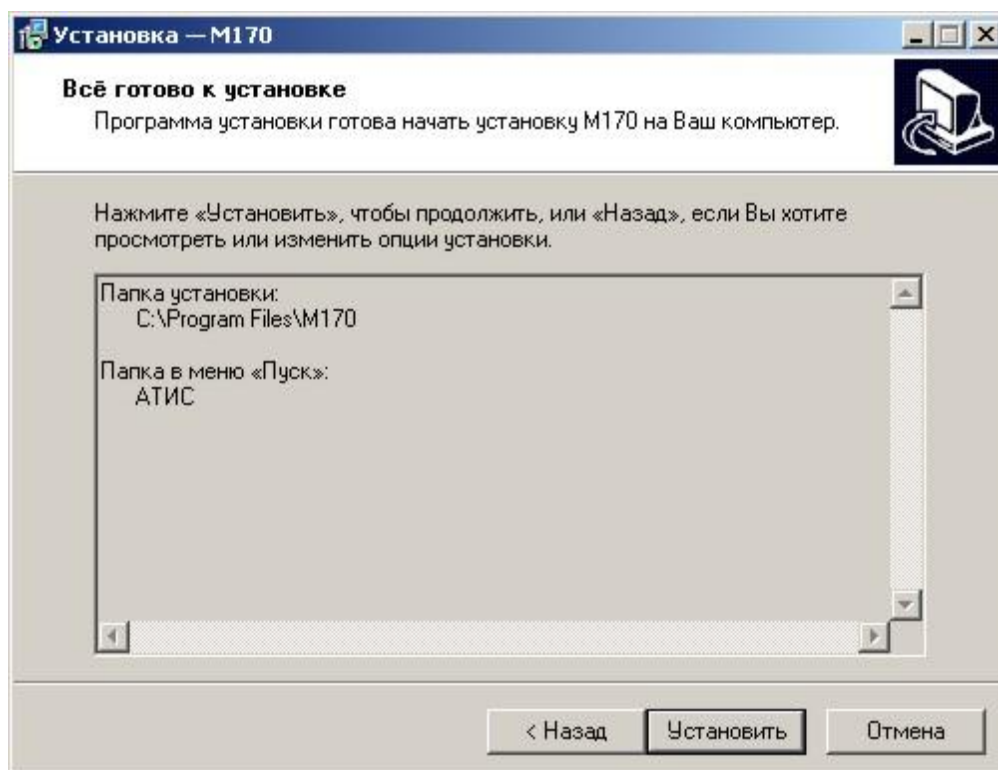 Установка — M170
Всё готово к установке
Программа установки готова начать установку M170 на Ваш компьютер.
Нажмите «Установить», чтобы продолжить, или «Назад», если Вы хотите
просмотреть или изменить опции установки.
Папка установки:
C:\Program Files\M170
Папка в меню «Пуск»:
АТИС
< Назад
Установить
Отмена